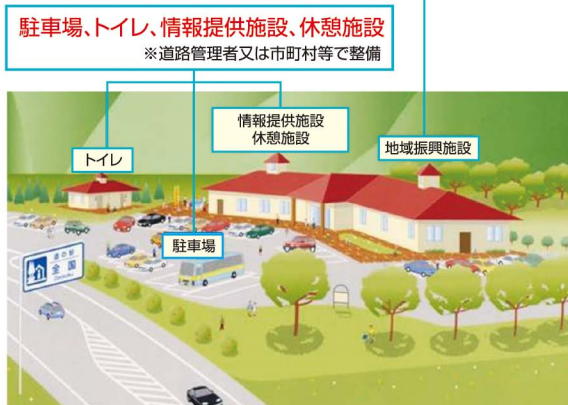 駐車場、トイレ、情報提供施設、休憩施設
※道路管理者又は市町村等で整備
情報提供施設
休憩施設
トイレ
地域振興施設
駐車場
道の駅
全国